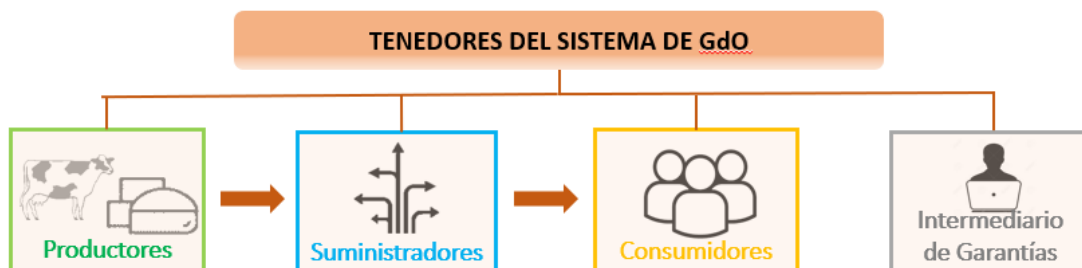 TENEDORES DEL SISTEMA DE GdO
Productores
Suministradores
Consumidores
Intermediario
de Garantías